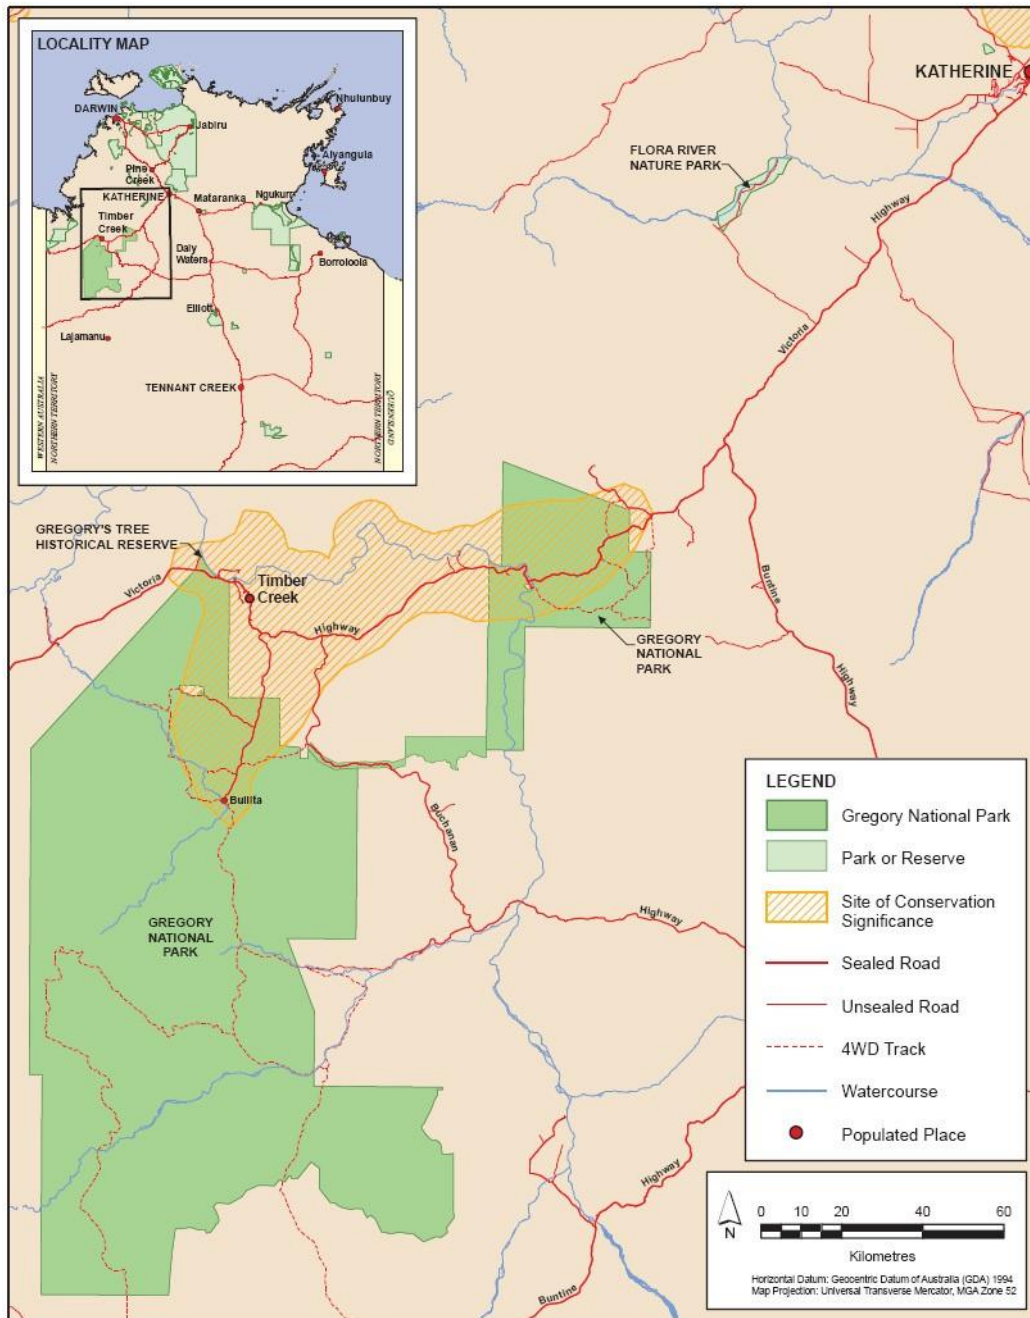 LOCALITY MAP
DARWIN
Jabiru
Nhulunbuy
Alyangula
Pine
Creek
KATHERINE
Mataranka
Ngukurr
Timber
Creek
Daly
Waters
Borroloola
Elliott
Lajamanu
TENNANT CREEK
WESTERN AUSTRALIA
NORTHERN TERRITORY
NORTHERN TERRITORY
QUEENSLAND
KATHERINE
FLORA RIVER
NATURE PARK
Highway
Victoria
GREGORY'S TREE
HISTORICAL RESERVE
Victoria
Timber
Creek
Highway
GREGORY
NATIONAL
PARK
Buntine
Highway
Bullita
Buchanan
Highway
GREGORY
NATIONAL
PARK
Highway
Buntine
LEGEND
Gregory National Park
Park or Reserve
Site of Conservation
Significance
Sealed Road
Unsealed Road
4WD Track
Watercourse
Populated Place
N
0 10 20 40 60
Kilometres
Horizontal Datum: Geocentric Datum of Australia (GDA) 1994
Map Projection: Universal Transverse Mercator, MGA Zone 52